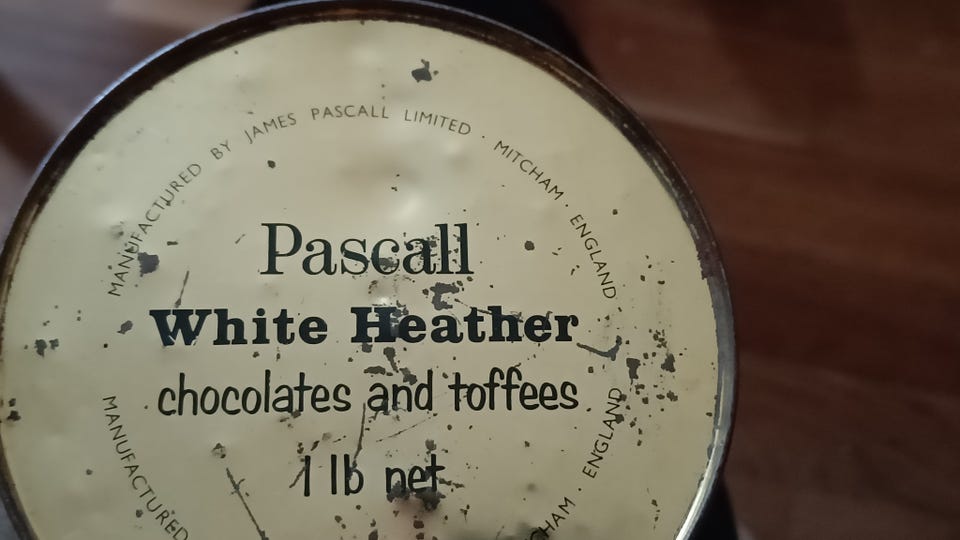 MANUFACTURED BY JAMES PASCALL LIMITED · MITCHAM · ENGLAND
Pascall
White Heather
chocolates and toffees
1 lb net
MANUFACTURED
CHAM · ENGLAND